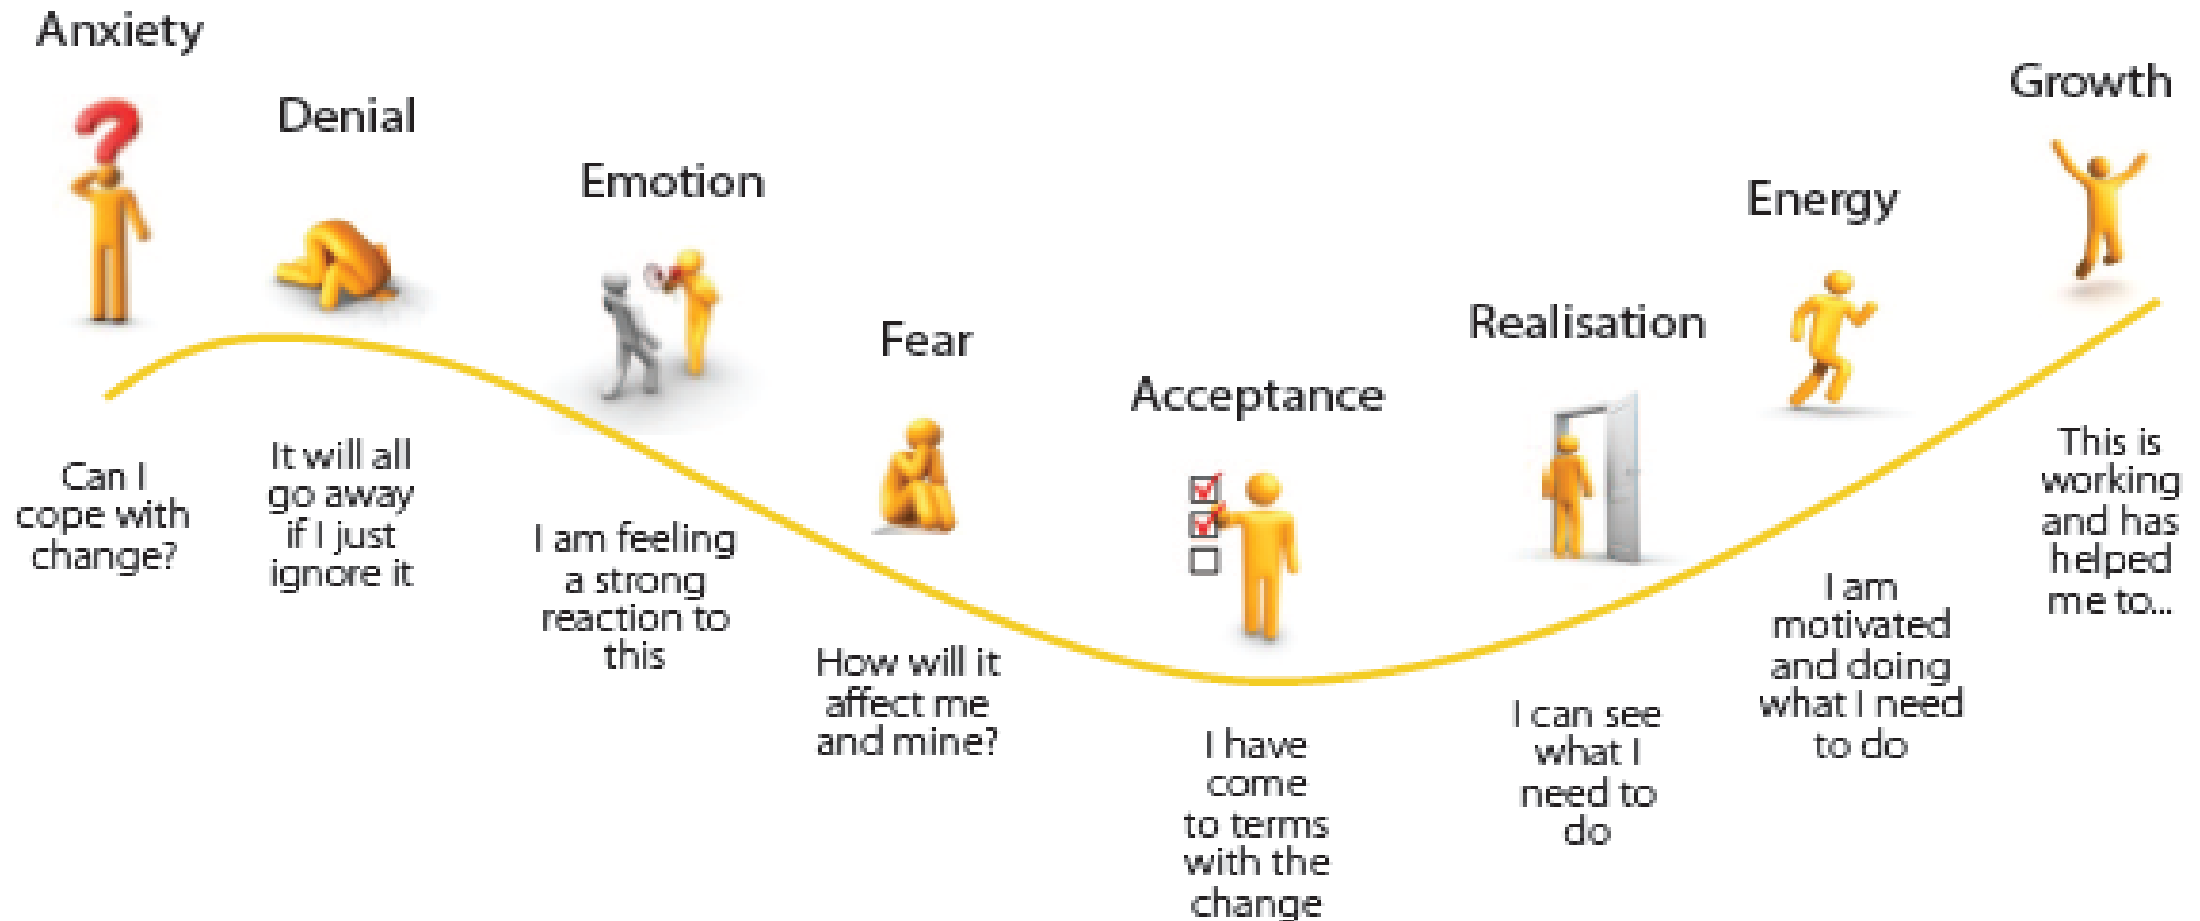 Anxiety
Can I
cope with
change?
Denial
It will all
go away
if I just
ignore it
Emotion
I am feeling
a strong
reaction to
this
Fear
How will it
affect me
and mine?
Acceptance
I have
come
to terms
with the
change
Realisation
I can see
what I
need to
do
Energy
I am
motivated
and doing
what I need
to do
Growth
This is
working
and has
helped
me to...